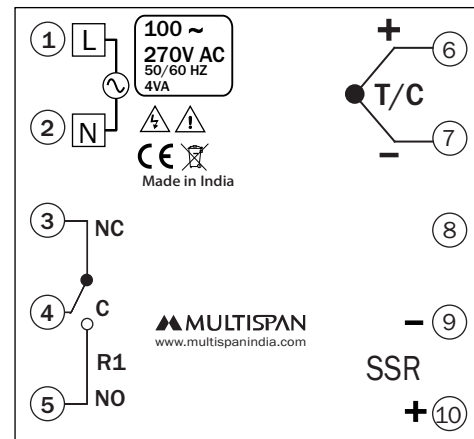 1 L
100 ~
270V AC
50/60 HZ
4VA
+ 6
T/C
2 N
- 7
CE
Made in India
3 NC
8
4 C
MULTISPAN
www.multispanindia.com
- 9
R1
SSR
5 NO
+ 10